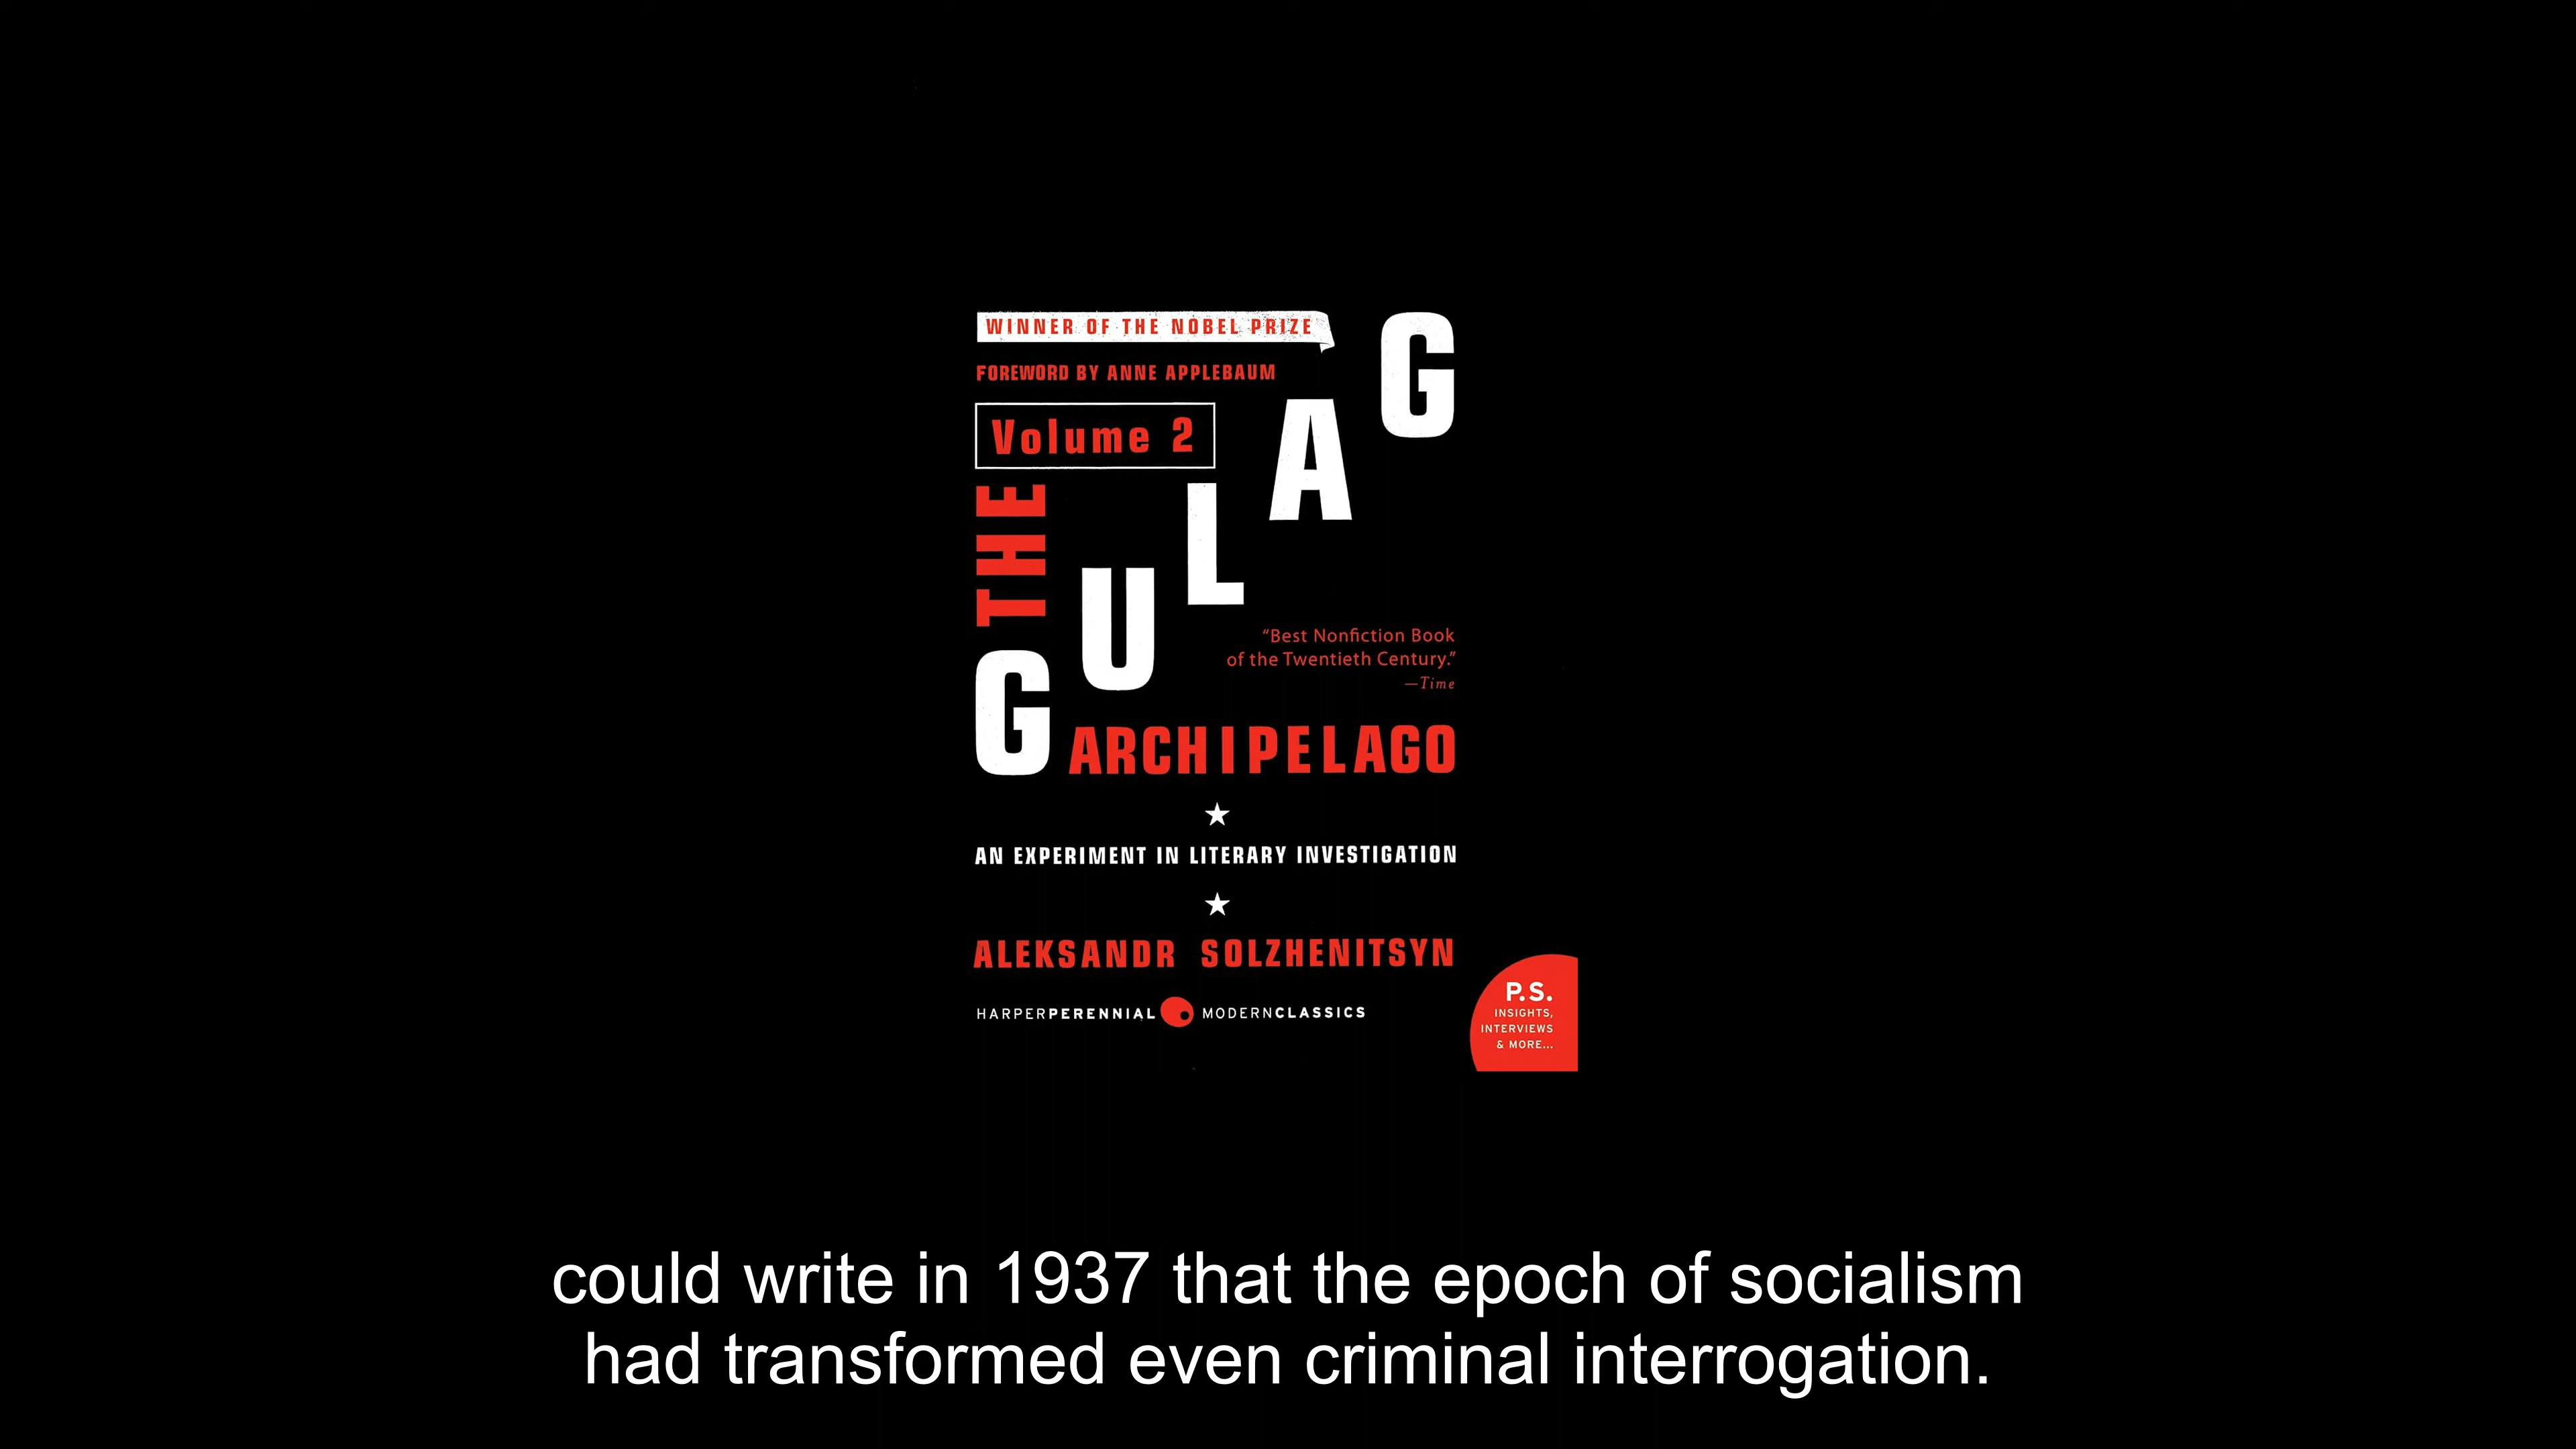 WINNER OF THE NOBEL PRIZE
FOREWORD BY ANNE APPLEBAUM
Volume 2
THE
GULAG
ARCHIPELAGO
“Best Nonfiction Book
of the Twentieth Century.”
—Time
AN EXPERIMENT IN LITERARY INVESTIGATION
ALEKSANDR SOLZHENITSYN
HARPERPERENNIAL MODERNCLASSICS
P.S.
INSIGHTS,
INTERVIEWS
& MORE...
could write in 1937 that the epoch of socialism
had transformed even criminal interrogation.